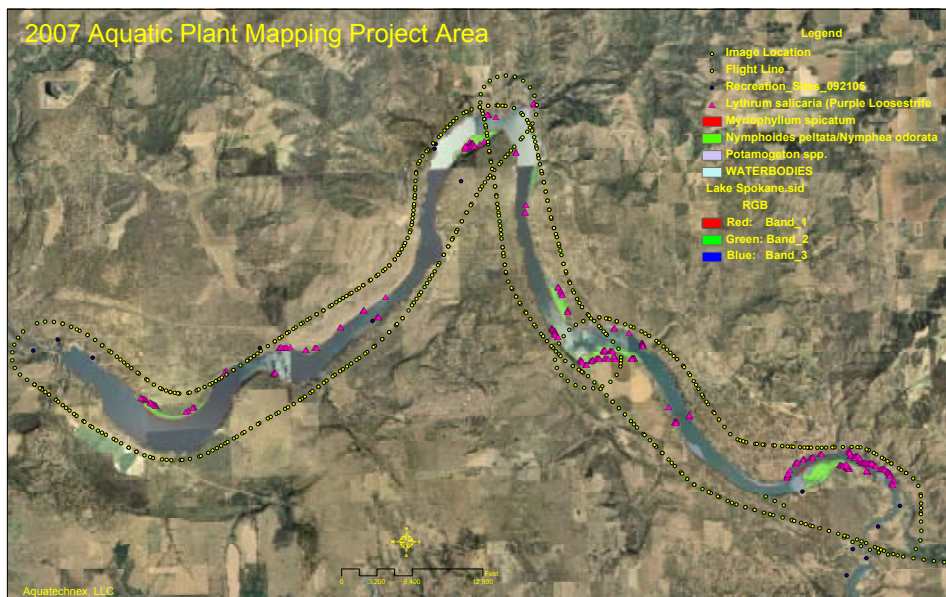 2007 Aquatic Plant Mapping Project Area
Legend
Image Location
Flight Line
Recreation_Sites_092105
Lythrum salicaria (Purple Loosestrife
Myriophyllum spicatum
Nymphoides peltata/Nymphea odorata
Potamogeton spp.
WATERBODIES
Lake Spokane.sid
RGB
Red: Band_1
Green: Band_2
Blue: Band_3
Feet
0 3,200 6,400 12,800
Aquatechnex, LLC